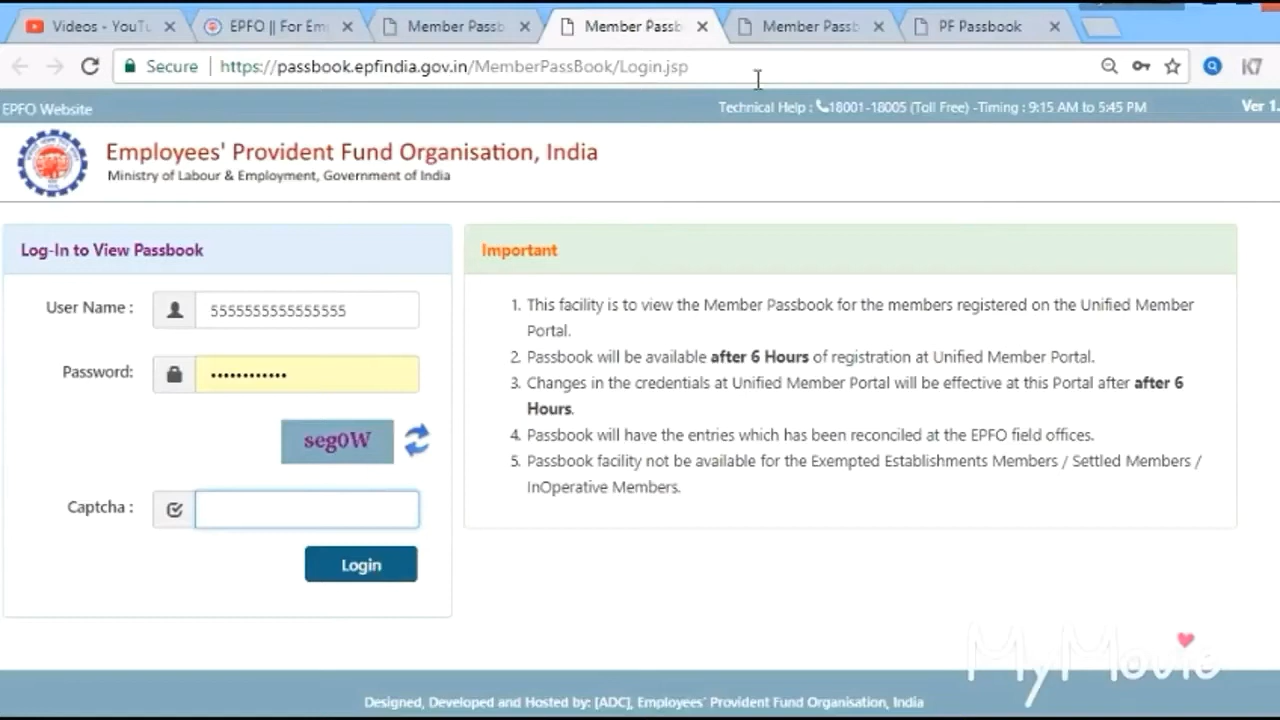 Videos - YouTu
EPFO || For Em
Member Passb
Member Passb
Member Passb
PF Passbook
Secure
https://passbook.epfindia.gov.in/MemberPassBook/Login.jsp
K7
EPFO Website
Technical Help : 18001-18005 (Toll Free) -Timing : 9:15 AM to 5:45 PM
Ver 1.
Employees' Provident Fund Organisation, India
Ministry of Labour & Employment, Government of India
Log-In to View Passbook
User Name :
5555555555555555
Password:
••••••••••••
seg0W
Captcha :
Login
Important
1. This facility is to view the Member Passbook for the members registered on the Unified Member
Portal.
2. Passbook will be available after 6 Hours of registration at Unified Member Portal.
3. Changes in the credentials at Unified Member Portal will be effective at this Portal after after 6
Hours.
4. Passbook will have the entries which has been reconciled at the EPFO field offices.
5. Passbook facility not be available for the Exempted Establishments Members / Settled Members /
InOperative Members.
MyMovie
Designed, Developed and Hosted by: [ADC], Employees' Provident Fund Organisation, India